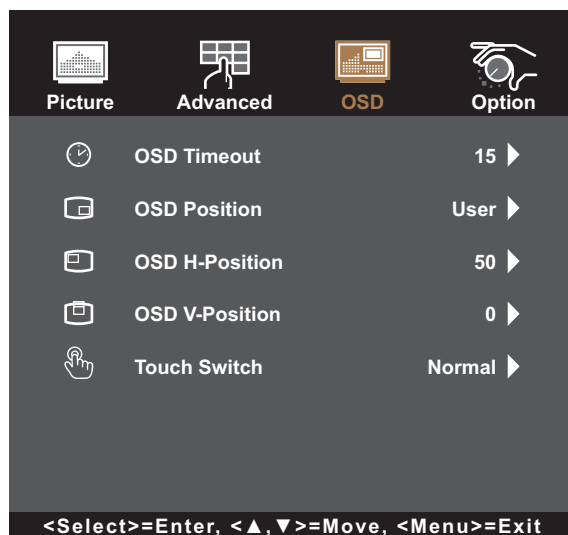 Picture Advanced OSD Option
OSD Timeout 15
OSD Position User
OSD H-Position 50
OSD V-Position 0
Touch Switch Normal
<Select>=Enter, <▲,▼>=Move, <Menu>=Exit